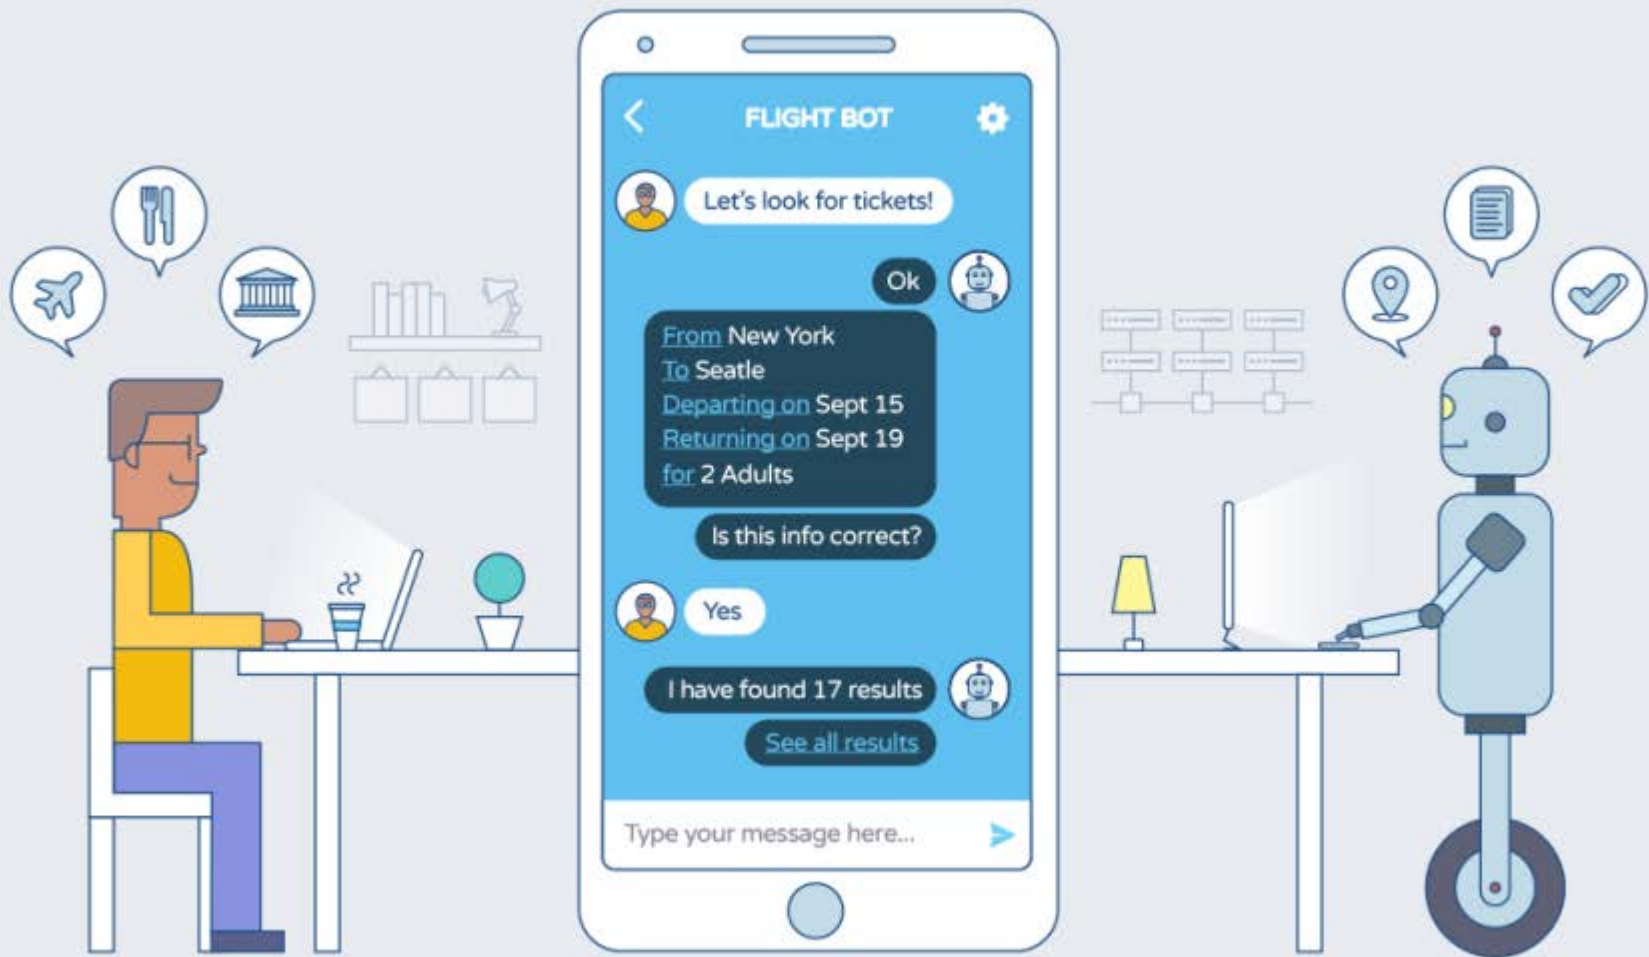 FLIGHT BOT
Let's look for tickets!
Ok
From New York
To Seatle
Departing on Sept 15
Returning on Sept 19
for 2 Adults
Is this info correct?
Yes
I have found 17 results
See all results
Type your message here...